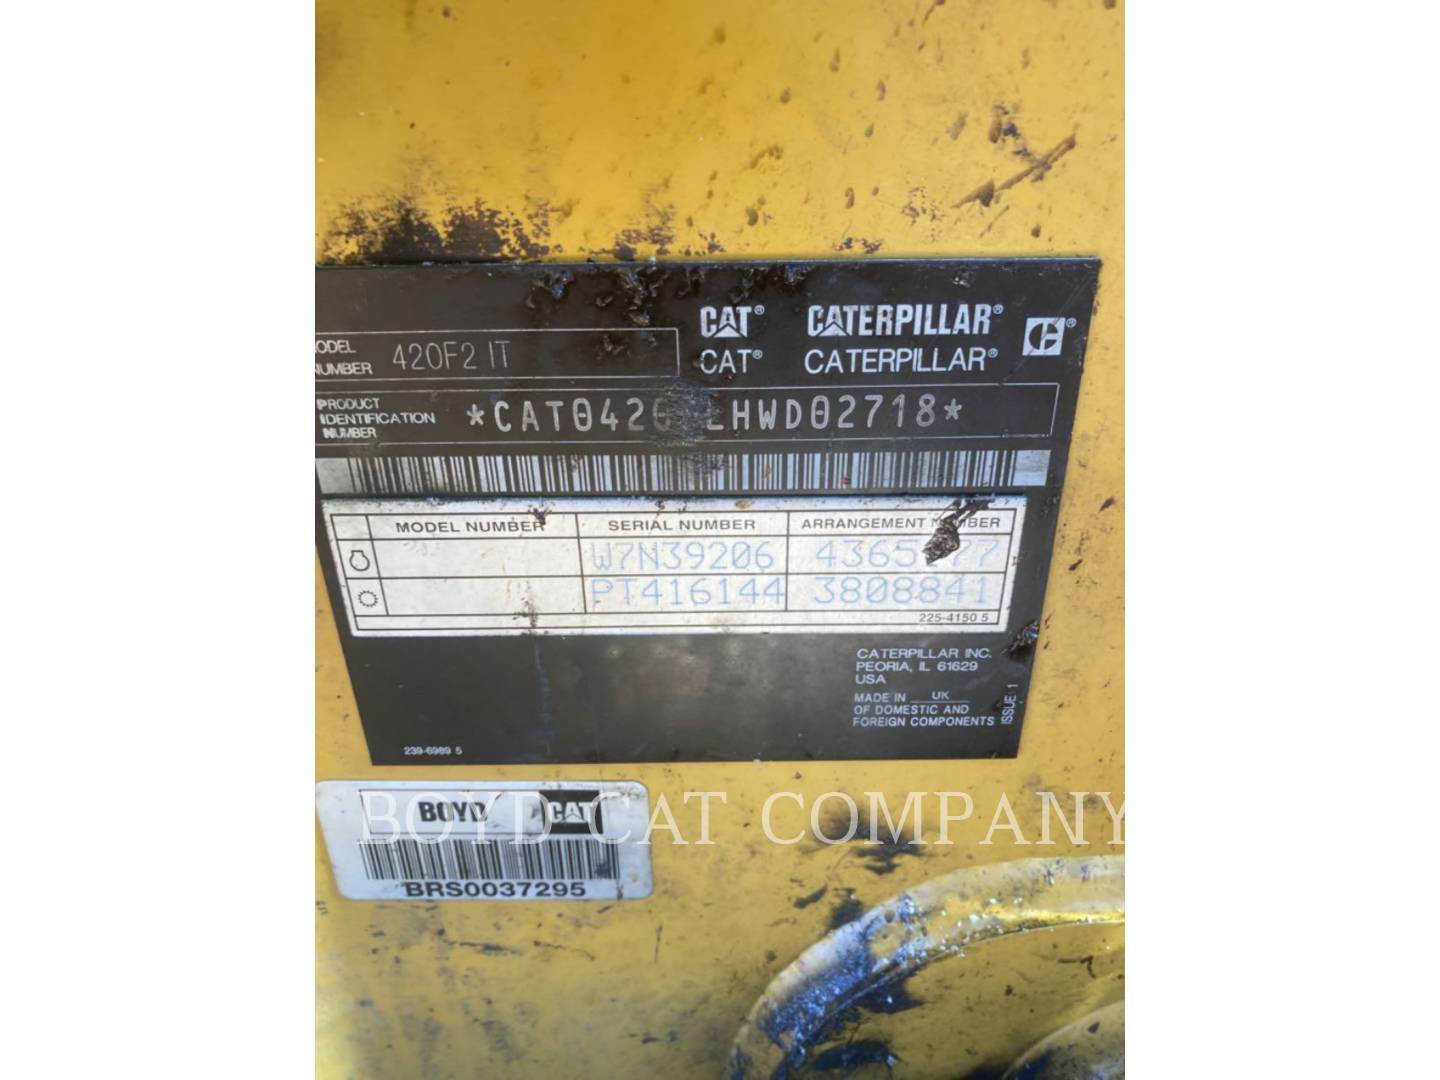 CAT® CATERPILLAR®
CAT® CATERPILLAR®
MODEL NUMBER 420F2 IT
PRODUCT IDENTIFICATION NUMBER
MODEL NUMBER SERIAL NUMBER ARRANGEMENT NUMBER
W7N39206
PT416144 3808841
225-4150 5
CATERPILLAR INC.
PEORIA, IL 61629
USA
MADE IN UK
OF DOMESTIC AND
FOREIGN COMPONENTS
ISSUE 1
239-6989 5
BOYD CAT
BRS0037295
BOYD CAT COMPANY